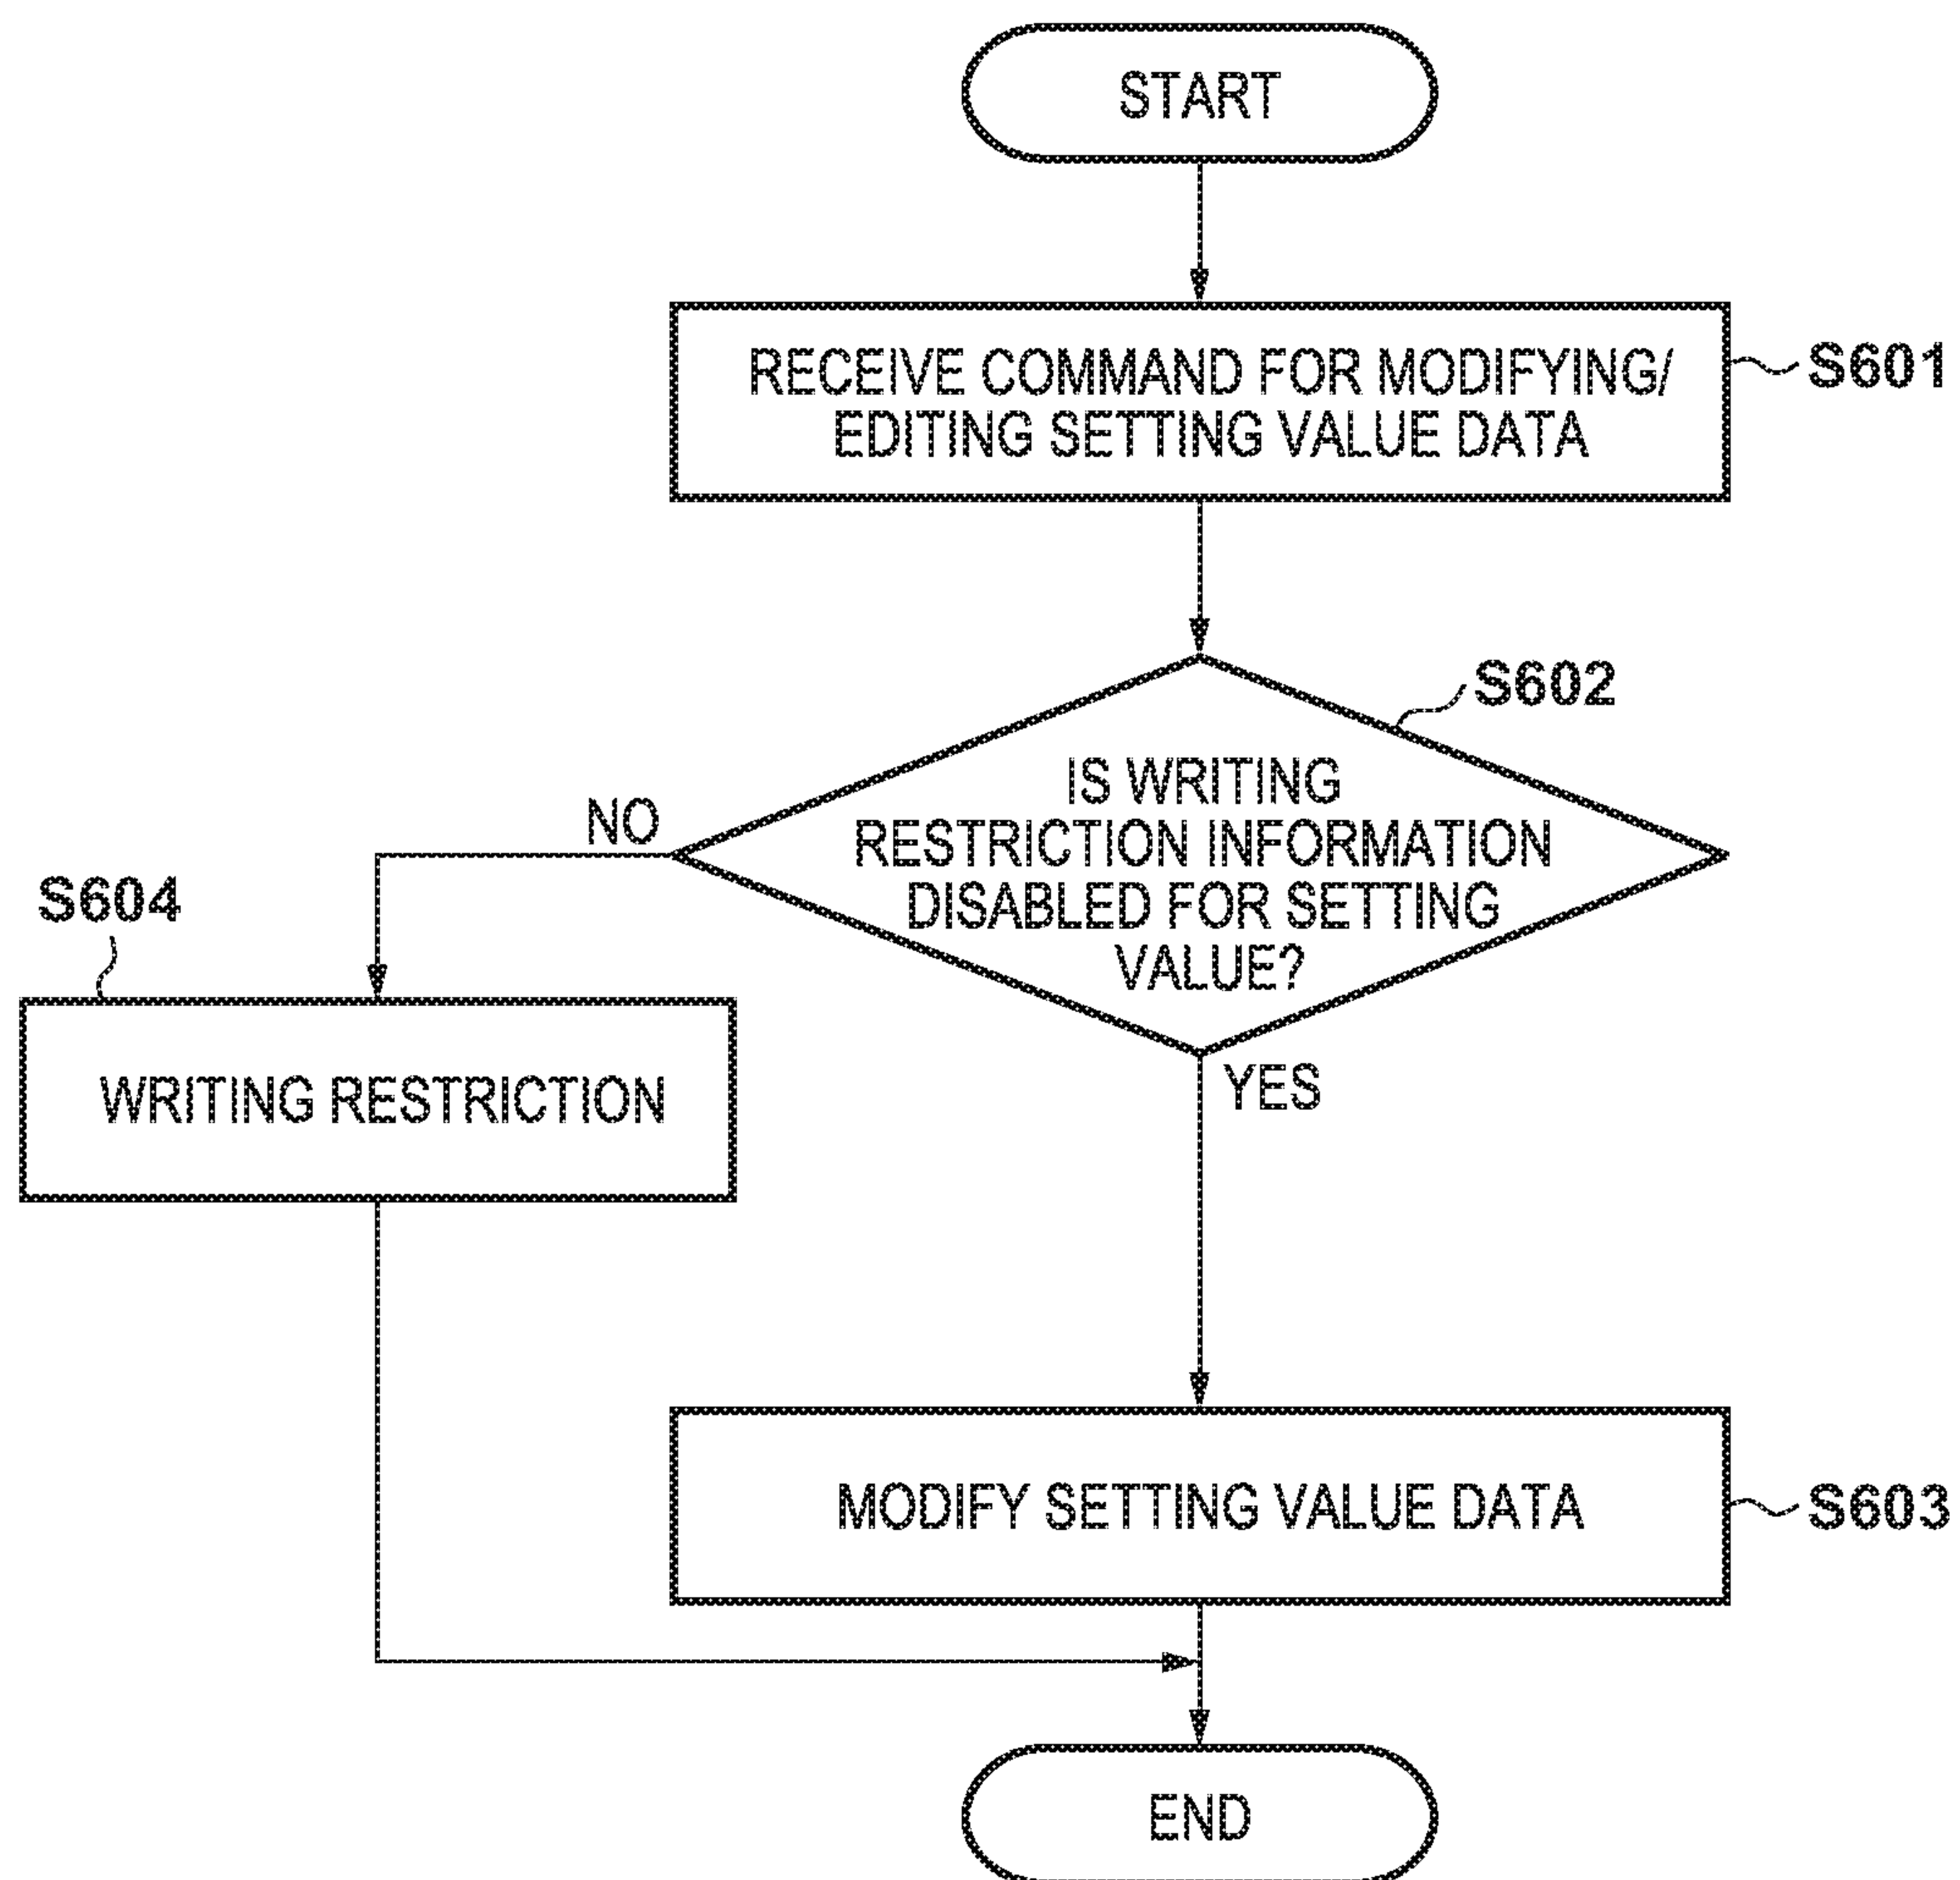 START
RECEIVE COMMAND FOR MODIFYING/
EDITING SETTING VALUE DATA
S601
S602
IS WRITING
RESTRICTION INFORMATION
DISABLED FOR SETTING
VALUE?
NO
YES
S604
WRITING RESTRICTION
MODIFY SETTING VALUE DATA
S603
END